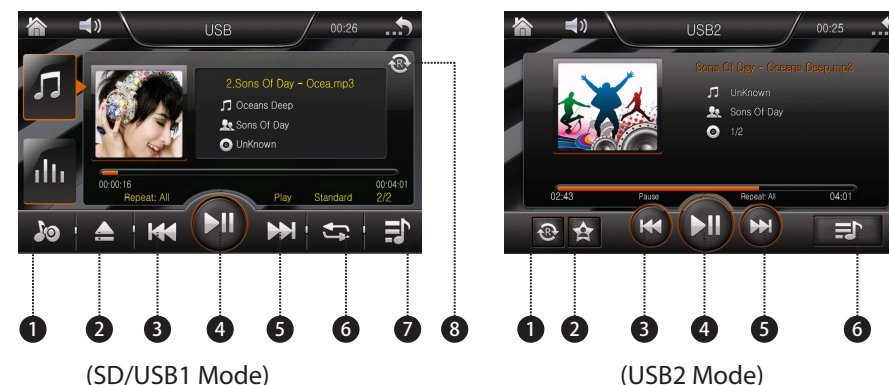 USB 00:26
2.Sons Of Day - Ocea.mp3
Oceans Deep
Sons Of Day
UnKnown
00:00:16 00:04:01
Repeat: All Play Standard 2/2
1 2 3 4 5 6 7 8
(SD/USB1 Mode)
USB2 00:25
Sons Of Day - Oceans Deep.mp3
UnKnown
Sons Of Day
1/2
02:43 Pause Repeat: All 04:01
1 2 3 4 5 6
(USB2 Mode)